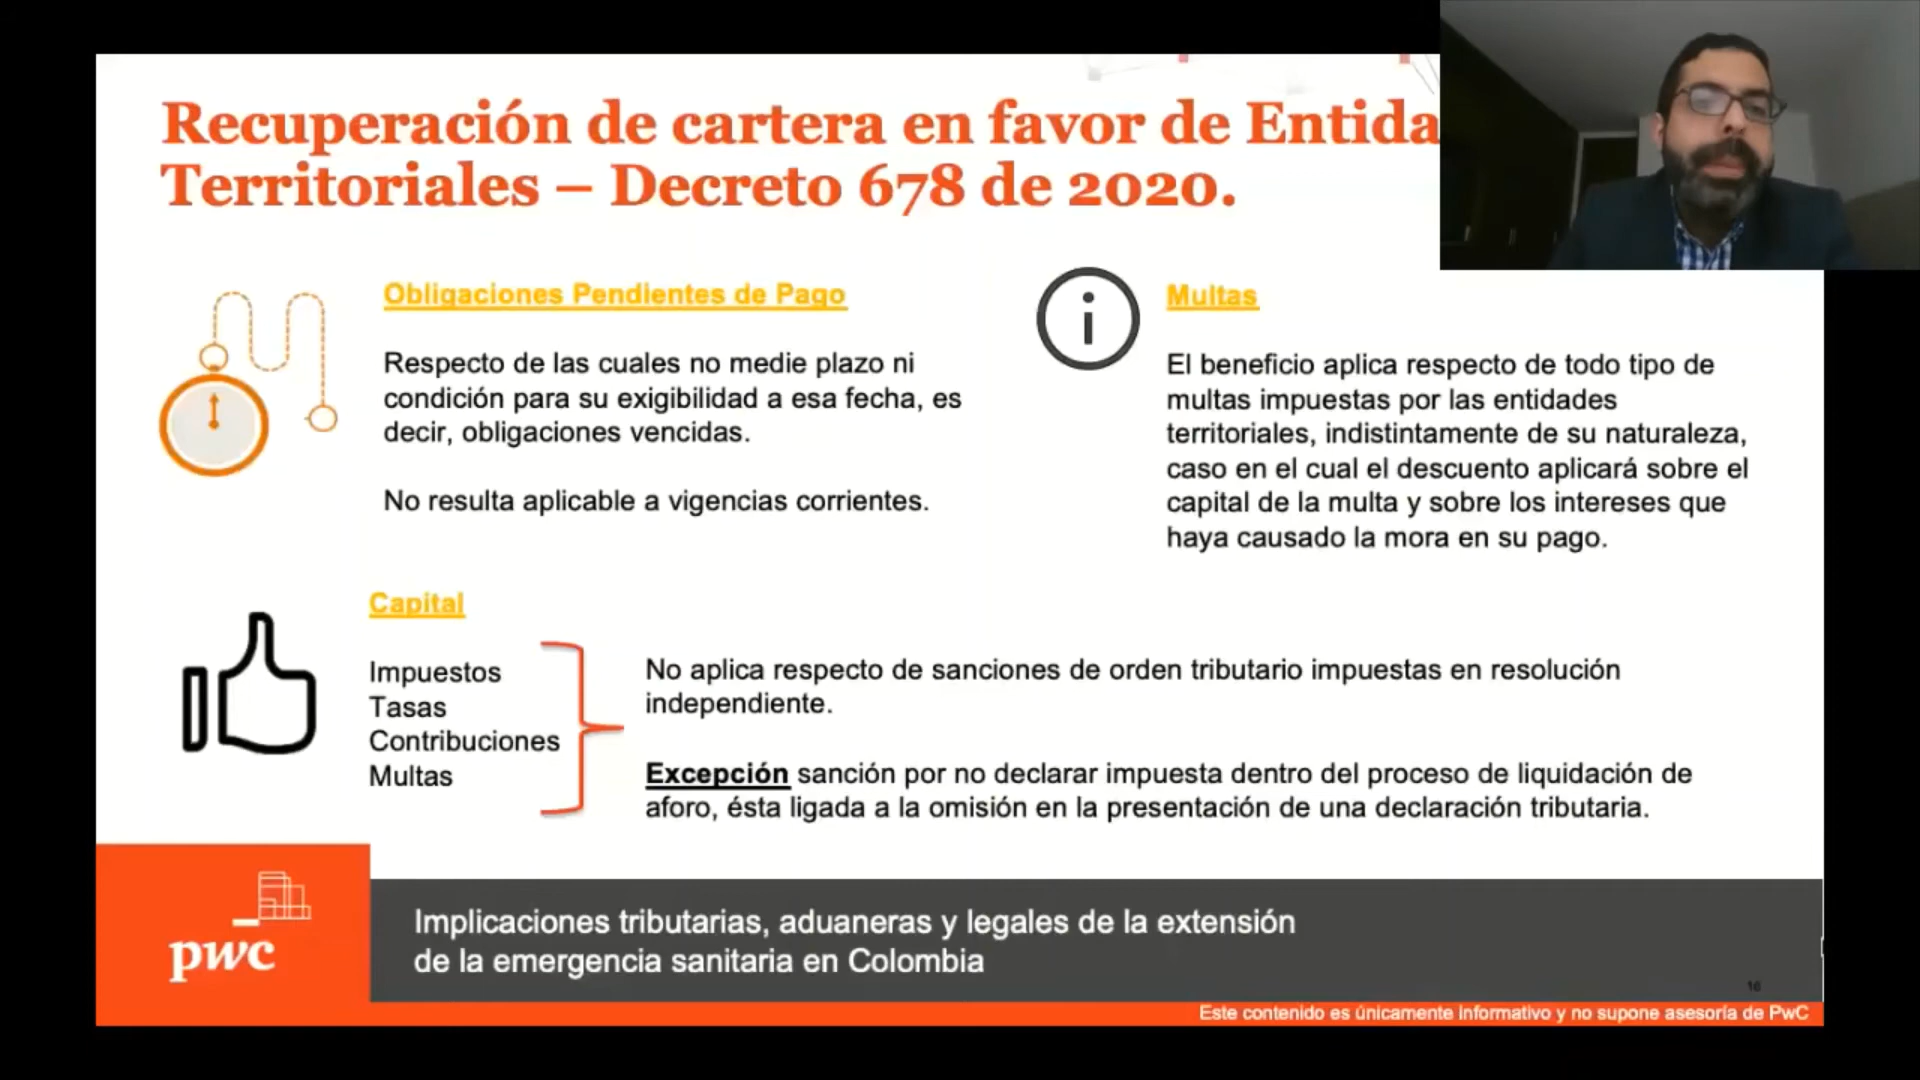 Recuperación de cartera en favor de Entida
Territoriales – Decreto 678 de 2020.
Obligaciones Pendientes de Pago
Respecto de las cuales no medie plazo ni
condición para su exigibilidad a esa fecha, es
decir, obligaciones vencidas.
No resulta aplicable a vigencias corrientes.
Multas
El beneficio aplica respecto de todo tipo de
multas impuestas por las entidades
territoriales, indistintamente de su naturaleza,
caso en el cual el descuento aplicará sobre el
capital de la multa y sobre los intereses que
haya causado la mora en su pago.
Capital
Impuestos
Tasas
Contribuciones
Multas
No aplica respecto de sanciones de orden tributario impuestas en resolución
independiente.
Excepción sanción por no declarar impuesta dentro del proceso de liquidación de
aforo, ésta ligada a la omisión en la presentación de una declaración tributaria.
pwc
Implicaciones tributarias, aduaneras y legales de la extensión
de la emergencia sanitaria en Colombia
16
Este contenido es únicamente informativo y no supone asesoría de PwC